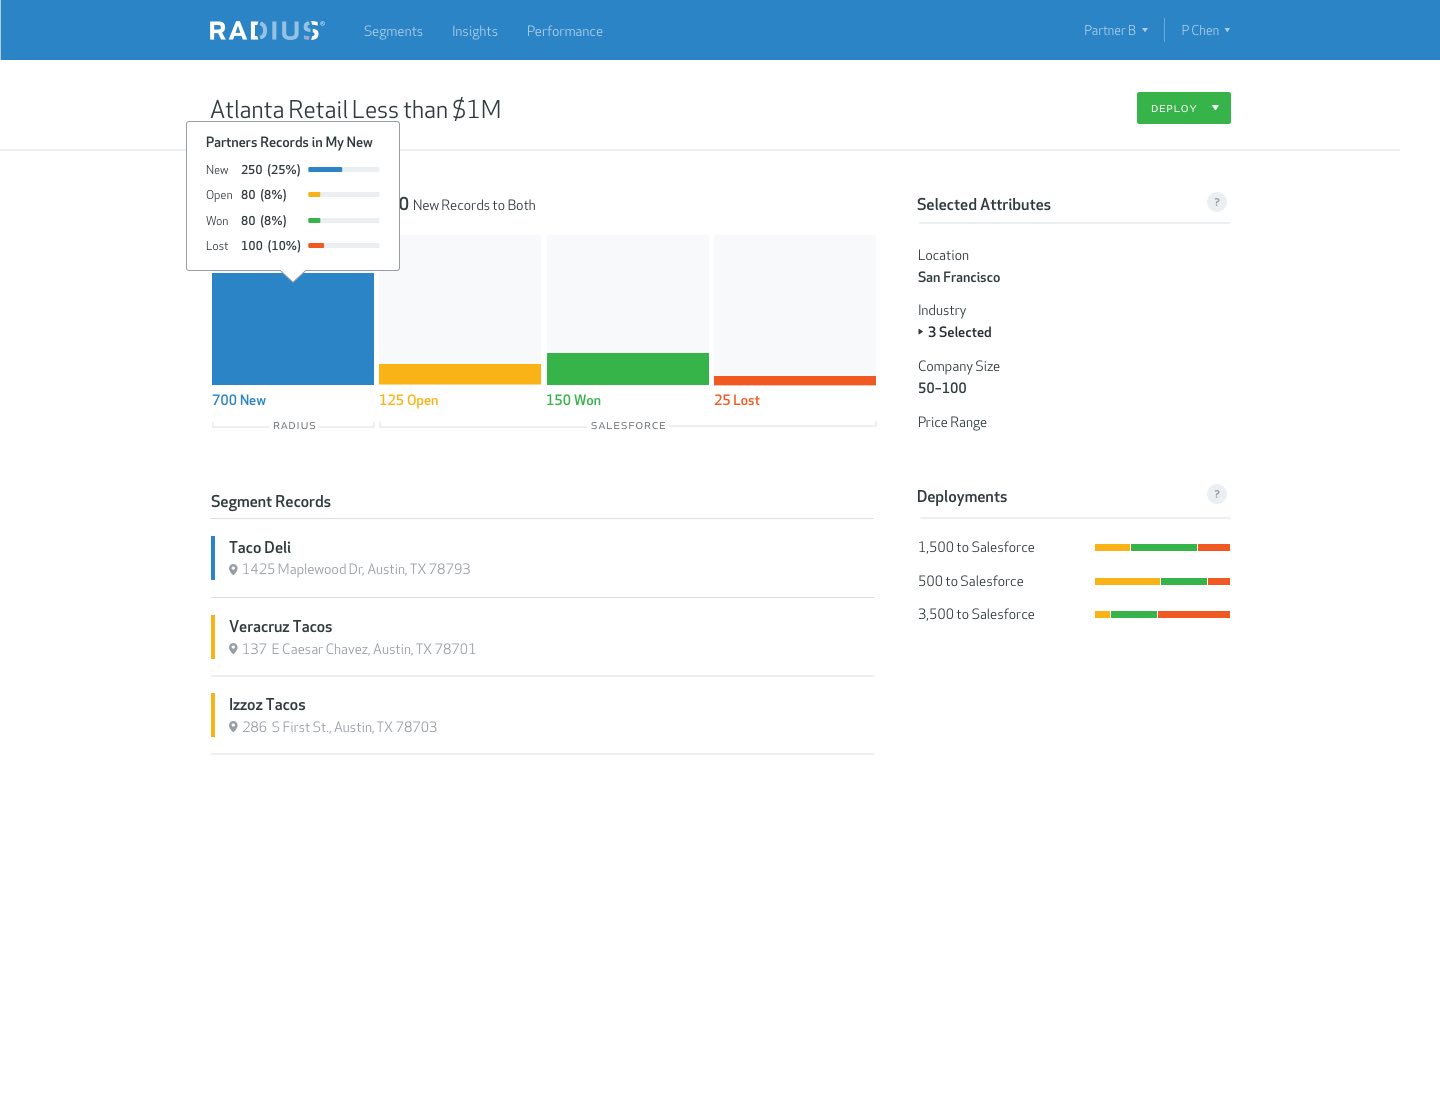 RADIUS®
Segments Insights Performance
Partner B P Chen
Atlanta Retail Less than $1M
DEPLOY
Partners Records in My New
New 250 (25%)
Open 80 (8%)
Won 80 (8%)
Lost 100 (10%)
0 New Records to Both
700 New
125 Open
150 Won
25 Lost
RADIUS
SALESFORCE
Segment Records
Taco Deli
1425 Maplewood Dr, Austin, TX 78793
Veracruz Tacos
137 E Caesar Chavez, Austin, TX 78701
Izzoz Tacos
286 S First St., Austin, TX 78703
Selected Attributes ?
Location
San Francisco
Industry
3 Selected
Company Size
50–100
Price Range
Deployments ?
1,500 to Salesforce
500 to Salesforce
3,500 to Salesforce